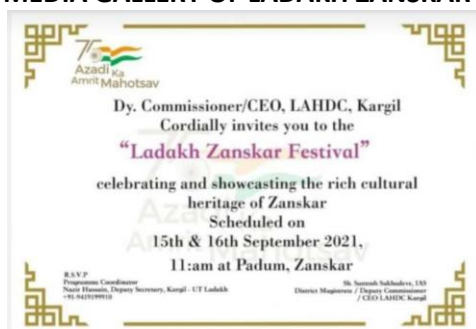 MEDIA GALLERY OF LADAKH ZANSKAR
75
Azadi Ka
Amrit Mahotsav
Dy. Commissioner/CEO, LAHDC, Kargil
Cordially invites you to the
“Ladakh Zanskar Festival”
celebrating and showcasing the rich cultural
heritage of Zanskar
Scheduled on
15th & 16th September 2021,
11:am at Padum, Zanskar
R.S.V.P
Programme Coordinator
Nazir Hussain, Deputy Secretary, Kargil - UT Ladakh
+91-9419199910
Sh. Santosh Sukhadeve, IAS
District Magistrate / Deputy Commissioner
/ CEO LAHDC Kargil